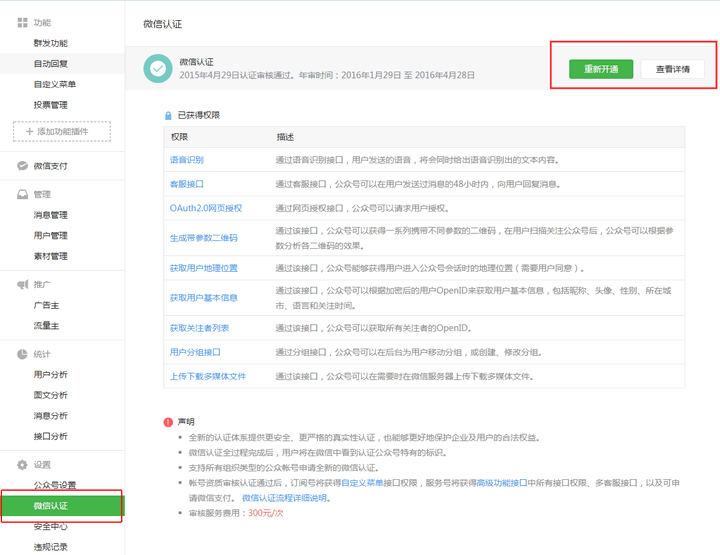 功能
群发功能
自动回复
自定义菜单
投票管理
添加功能插件
微信支付
管理
消息管理
用户管理
素材管理
推广
广告主
流量主
统计
用户分析
图文分析
消息分析
接口分析
设置
公众号设置
微信认证
安全中心
违规记录
微信认证
微信认证
2015年4月29日认证审核通过。年审时间：2016年1月29日 至 2016年4月28日
重新开通
查看详情
已获得权限
权限 描述
语音识别 通过语音识别接口，用户发送的语音，将会同时给出语音识别出的文本内容。
客服接口 通过客服接口，公众号可以在用户发送过消息的48小时内，向用户回复消息。
OAuth2.0网页授权 通过网页授权接口，公众号可以请求用户授权。
生成带参数二维码 通过该接口，公众号可以获得一系列携带不同参数的二维码，在用户扫描关注公众号后，公众号可以根据参
数分析各二维码的效果。
获取用户地理位置 通过该接口，公众号能够获得用户进入公众号会话时的地理位置（需要用户同意）。
获取用户基本信息 通过该接口，公众号可以根据加密后的用户OpenID来获取用户基本信息，包括昵称、头像、性别、所在城
市、语言和关注时间。
获取关注者列表 通过该接口，公众号可以获取所有关注者的OpenID。
用户分组接口 通过分组接口，公众号可以在后台为用户移动分组，或创建、修改分组。
上传下载多媒体文件 通过该接口，公众号可以在需要时在微信服务器上传下载多媒体文件。
声明
全新的认证体系提供更安全、更严格的真实性认证，也能够更好地保护企业及用户的合法权益。
微信认证全过程完成后，用户将在微信中看到认证公众号特有的标识。
支持所有组织类型的公众帐号申请全新的微信认证。
帐号资质审核认证通过后，订阅号将获得自定义菜单接口权限，服务号将获得高级功能接口中所有接口权限、多客服接口，以及可申
请微信支付。 微信认证流程详细说明。
审核服务费用：300元/次